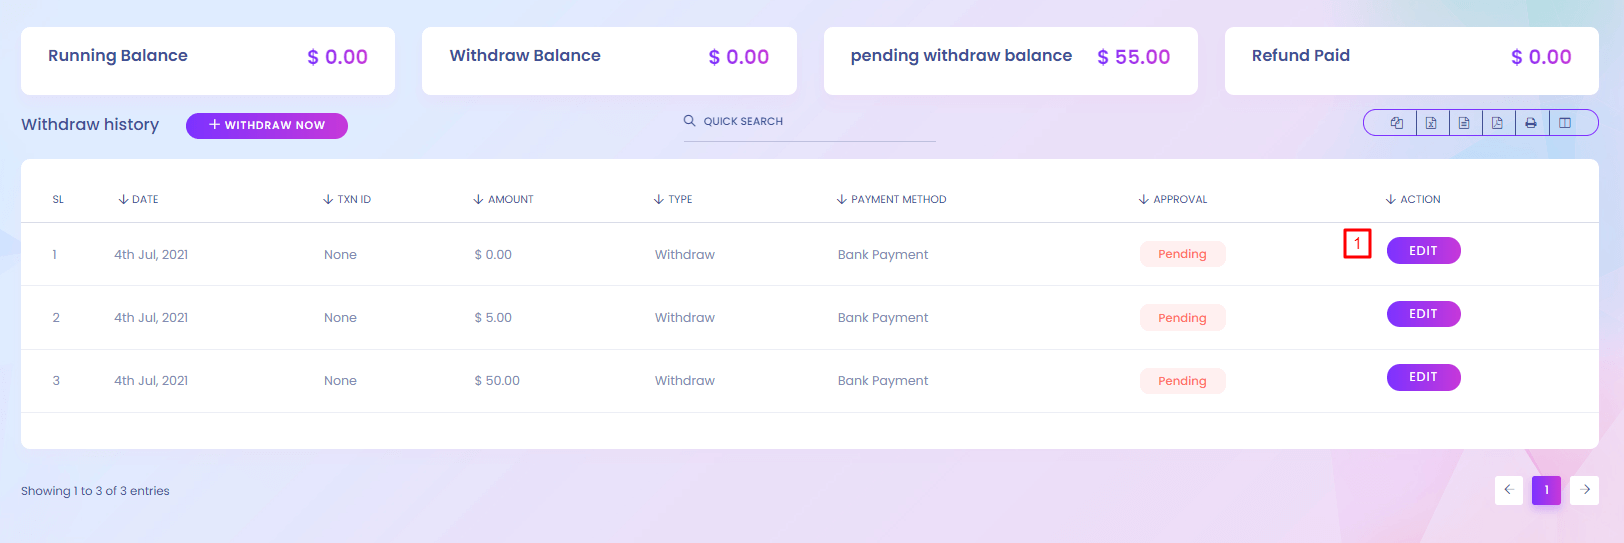 Running Balance $ 0.00 Withdraw Balance $ 0.00 pending withdraw balance $ 55.00 Refund Paid $ 0.00
Withdraw history + WITHDRAW NOW QUICK SEARCH
SL DATE TXN ID AMOUNT TYPE PAYMENT METHOD APPROVAL ACTION
1 4th Jul, 2021 None $ 0.00 Withdraw Bank Payment Pending 1 EDIT
2 4th Jul, 2021 None $ 5.00 Withdraw Bank Payment Pending EDIT
3 4th Jul, 2021 None $ 50.00 Withdraw Bank Payment Pending EDIT
Showing 1 to 3 of 3 entries 1